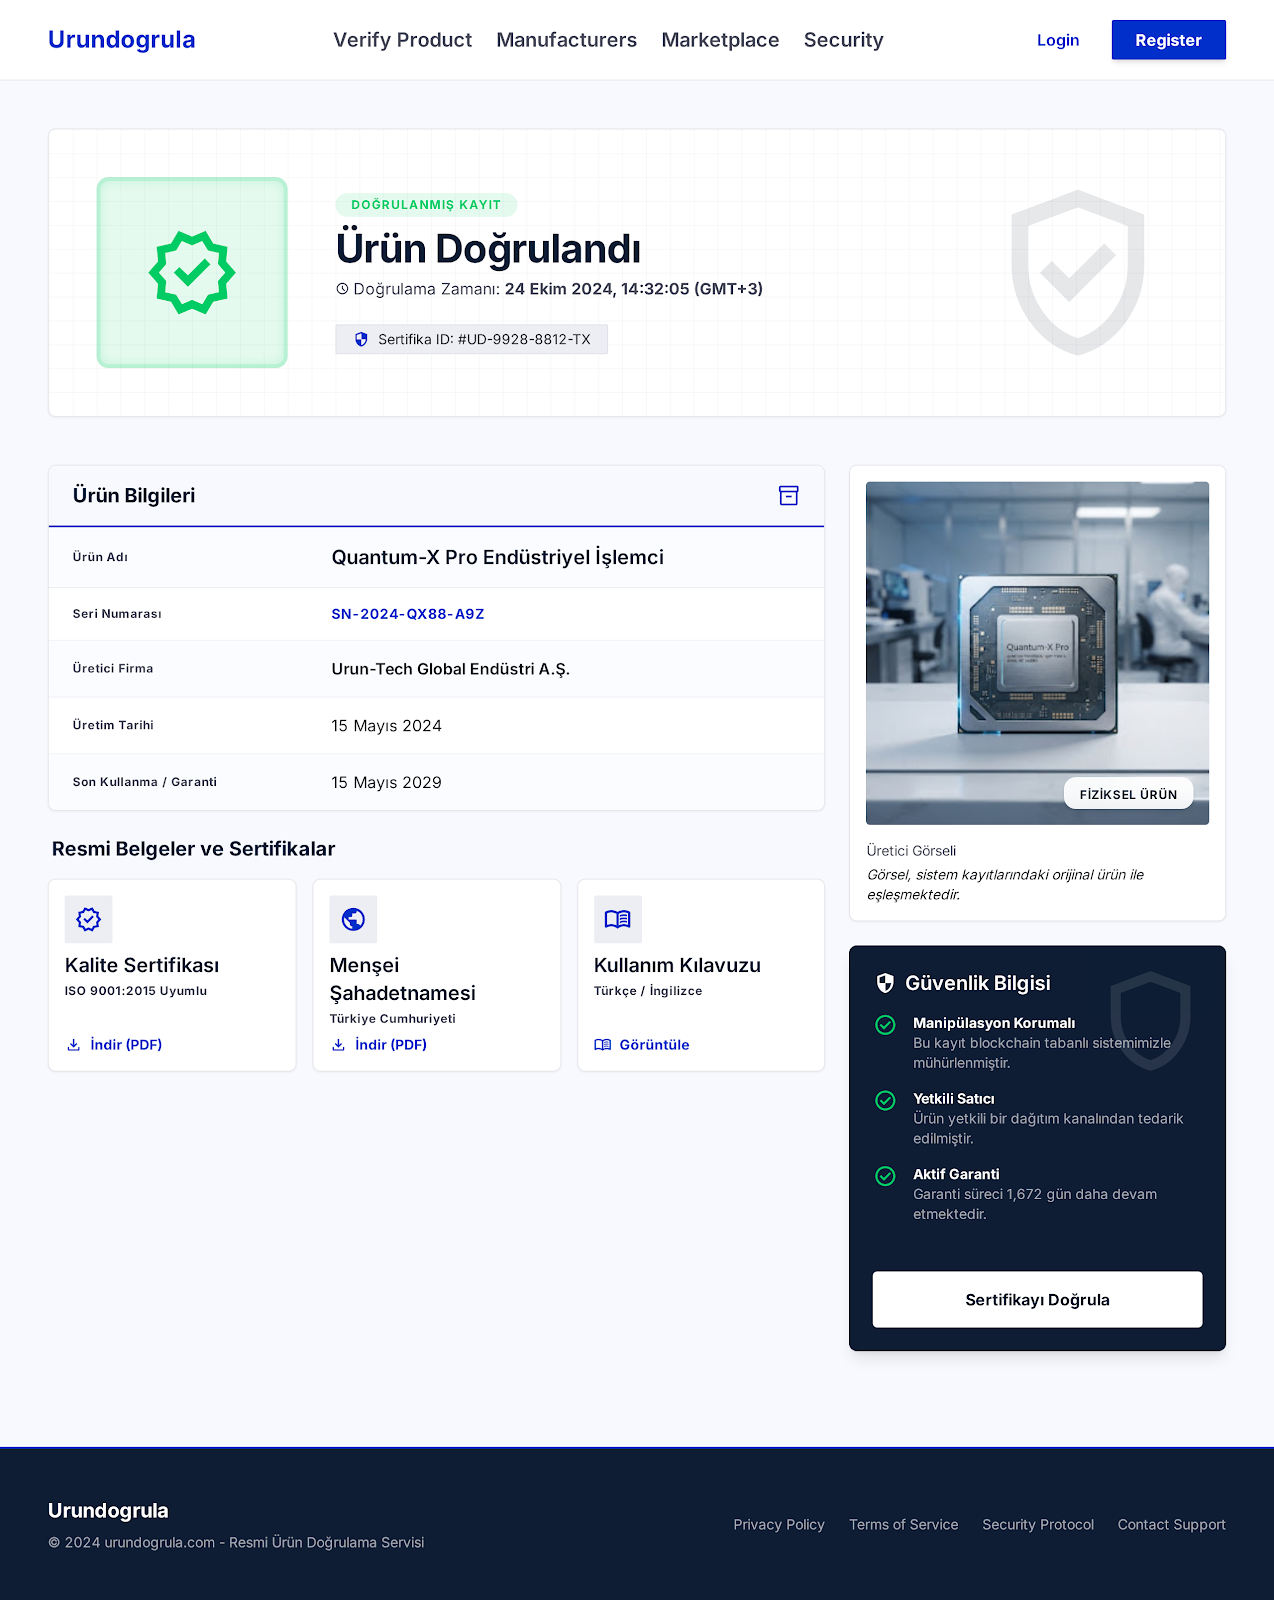 Urundogrula
Verify Product
Manufacturers
Marketplace
Security
Login
Register
DOĞRULANMIŞ KAYIT
Ürün Doğrulandı
Doğrulama Zamanı: 24 Ekim 2024, 14:32:05 (GMT+3)
Sertifika ID: #UD-9928-8812-TX
Ürün Bilgileri
Ürün Adı
Quantum-X Pro Endüstriyel İşlemci
Seri Numarası
SN-2024-QX88-A9Z
Üretici Firma
Urun-Tech Global Endüstri A.Ş.
Üretim Tarihi
15 Mayıs 2024
Son Kullanma / Garanti
15 Mayıs 2029
Resmi Belgeler ve Sertifikalar
Kalite Sertifikası
ISO 9001:2015 Uyumlu
İndir (PDF)
Menşei
Şahadetnamesi
Türkiye Cumhuriyeti
İndir (PDF)
Kullanım Kılavuzu
Türkçe / İngilizce
Görüntüle
Quantum-X Pro
FİZİKSEL ÜRÜN
Üretici Görseli
Görsel, sistem kayıtlarındaki orijinal ürün ile
eşleşmektedir.
Güvenlik Bilgisi
Manipülasyon Korumalı
Bu kayıt blockchain tabanlı sistemimizle
mühürlenmiştir.
Yetkili Satıcı
Ürün yetkili bir dağıtım kanalından tedarik
edilmiştir.
Aktif Garanti
Garanti süreci 1,672 gün daha devam
etmektedir.
Sertifikayı Doğrula
Urundogrula
© 2024 urundogrula.com - Resmi Ürün Doğrulama Servisi
Privacy Policy
Terms of Service
Security Protocol
Contact Support